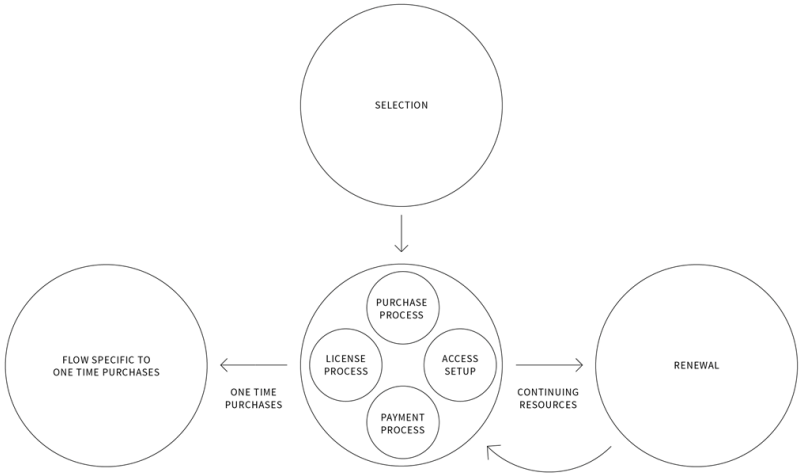 SELECTION
PURCHASE
PROCESS
LICENSE
PROCESS
ACCESS
SETUP
PAYMENT
PROCESS
FLOW SPECIFIC TO
ONE TIME PURCHASES
ONE TIME
PURCHASES
CONTINUING
RESOURCES
RENEWAL